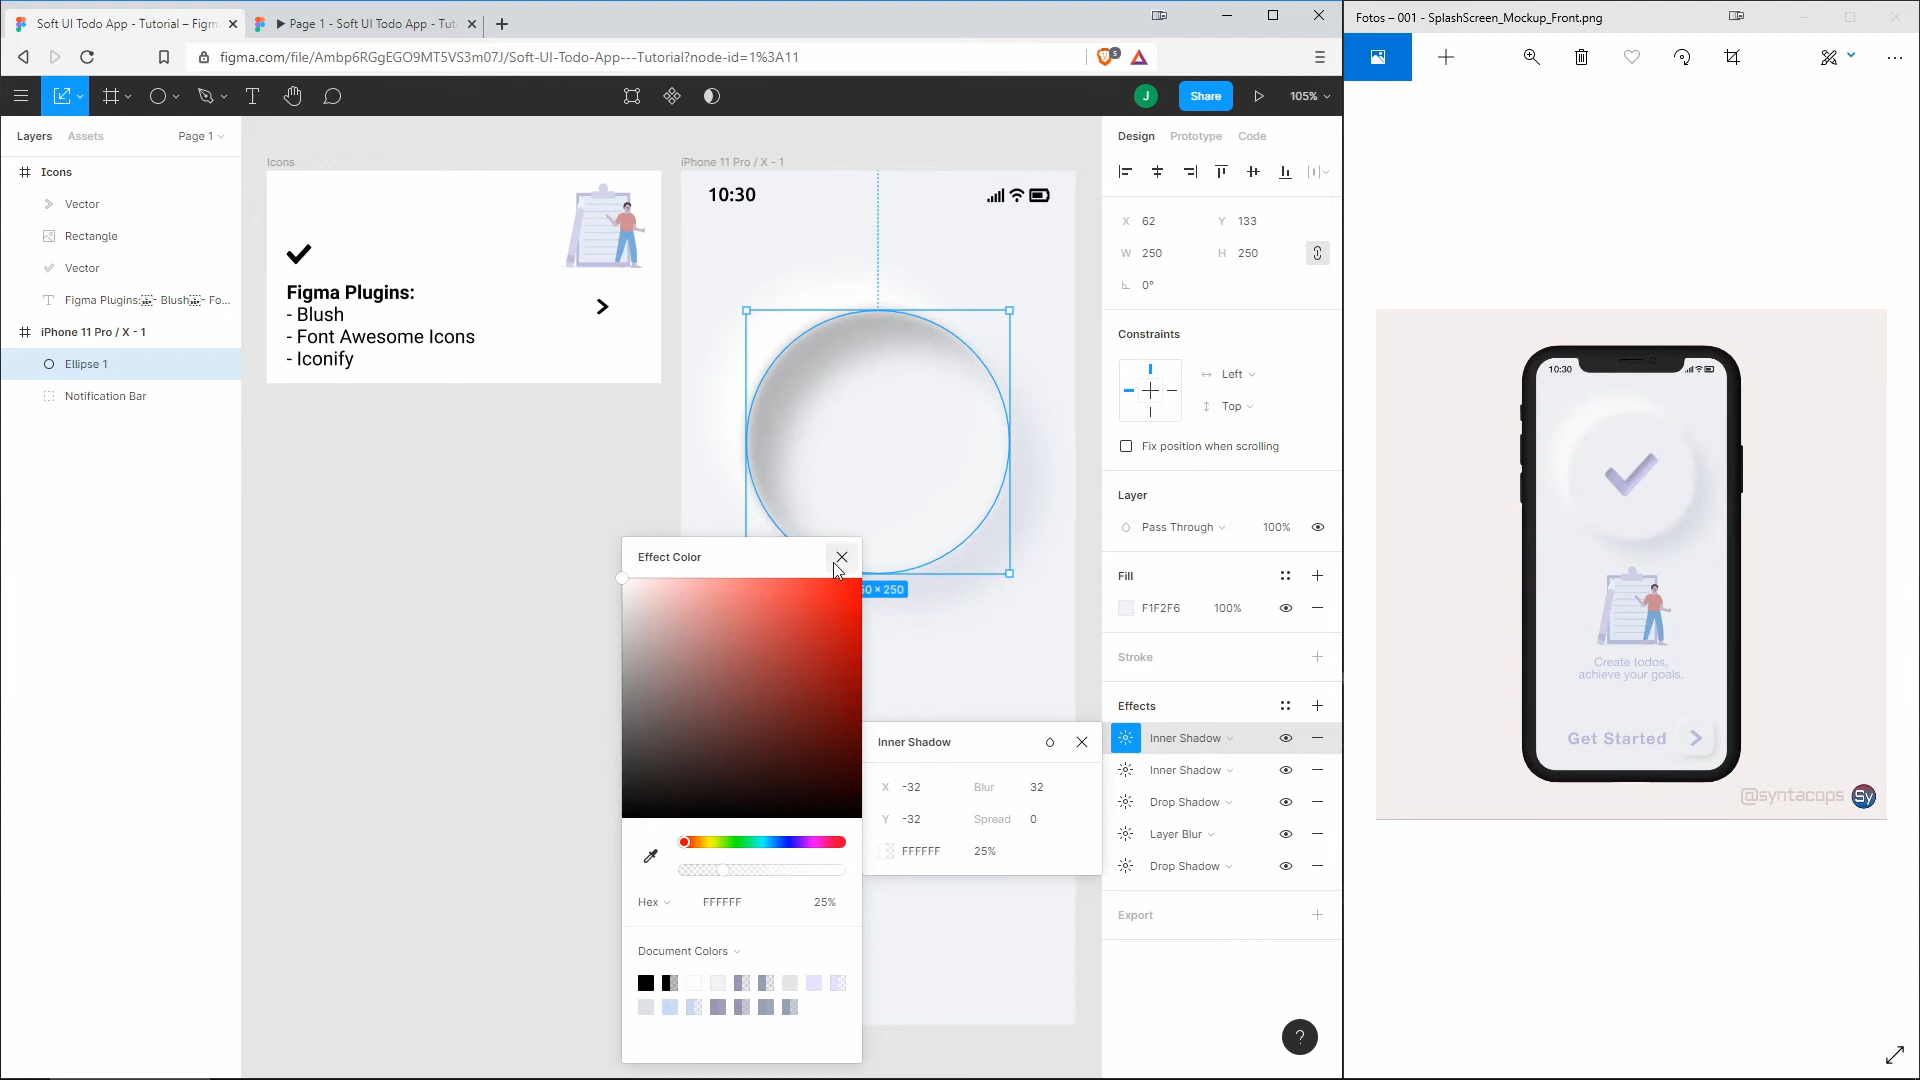 Soft UI Todo App - Tutorial – Figm
Page 1 - Soft UI Todo App - Tuto
figma.com/file/Ambp6RGgEGO9MT5VS3m07J/Soft-UI-Todo-App---Tutorial?node-id=1%3A11
5
Fotos – 001 - SplashScreen_Mockup_Front.png
J
Share
105%
Layers
Assets
Page 1
Icons
Vector
Rectangle
Vector
Figma Plugins: - Blush - Fo...
iPhone 11 Pro / X - 1
Ellipse 1
Notification Bar
Icons
Figma Plugins:
- Blush
- Font Awesome Icons
- Iconify
iPhone 11 Pro / X - 1
10:30
50 × 250
Effect Color
Hex
FFFFFF
25%
Document Colors
Inner Shadow
X -32 Blur 32
Y -32 Spread 0
FFFFFF 25%
Design
Prototype
Code
X 62 Y 133
W 250 H 250
0°
Constraints
Left
Top
Fix position when scrolling
Layer
Pass Through 100%
Fill
F1F2F6 100%
Stroke
Effects
Inner Shadow
Inner Shadow
Drop Shadow
Layer Blur
Drop Shadow
Export
?
10:30
Create todos,
achieve your goals.
Get Started
@syntacops
Sy